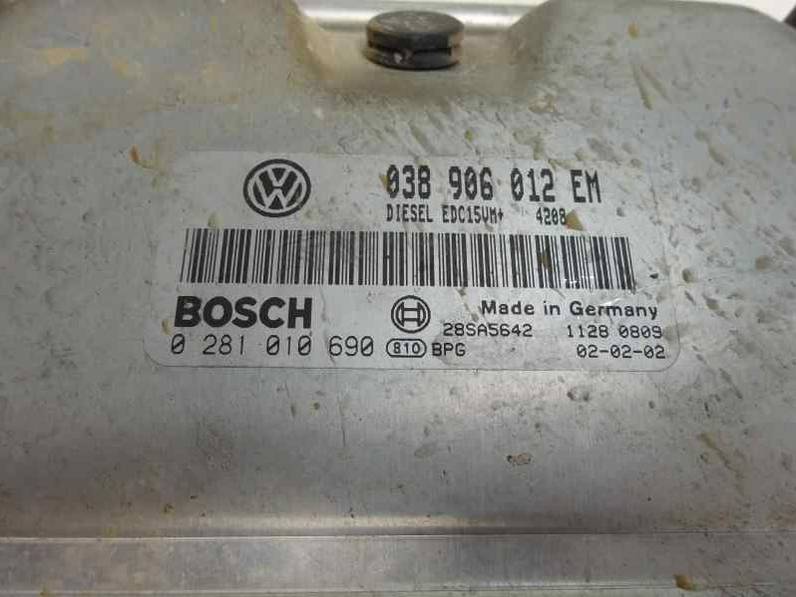 038 906 012 EM
DIESEL EDC15VM+ 4208
BOSCH
Made in Germany
28SA5642 1128 0809
0 281 010 690 810 BPG 02-02-02